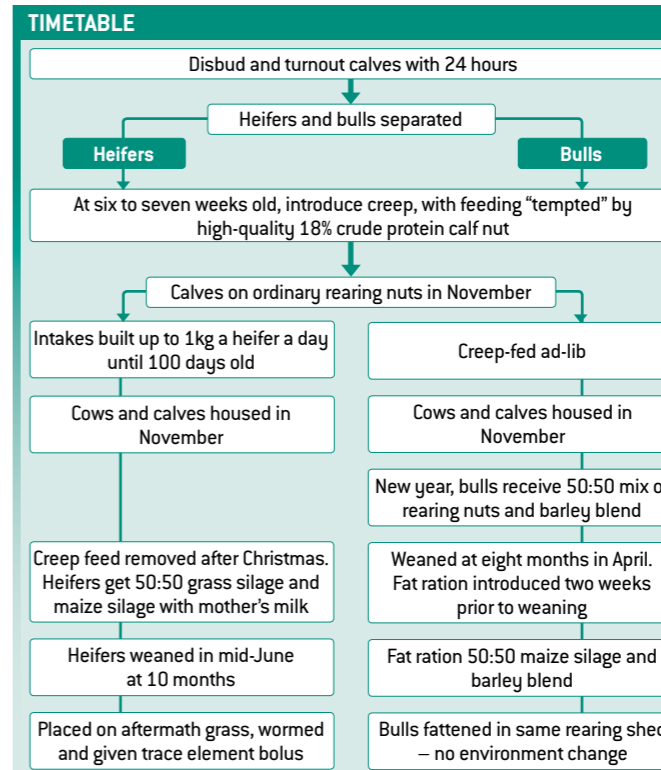 TIMETABLE
Disbud and turnout calves with 24 hours
Heifers and bulls separated
Heifers
Bulls
At six to seven weeks old, introduce creep, with feeding “tempted” by
high-quality 18% crude protein calf nut
Calves on ordinary rearing nuts in November
Intakes built up to 1kg a heifer a day
until 100 days old
Cows and calves housed in
November
Creep feed removed after Christmas.
Heifers get 50:50 grass silage and
maize silage with mother’s milk
Heifers weaned in mid-June
at 10 months
Placed on aftermath grass, wormed
and given trace element bolus
Creep-fed ad-lib
Cows and calves housed in
November
New year, bulls receive 50:50 mix
rearing nuts and barley blend
Weaned at eight months in April.
Fat ration introduced two weeks
prior to weaning
Fat ration 50:50 maize silage and
barley blend
Bulls fattened in same rearing shed
– no environment change